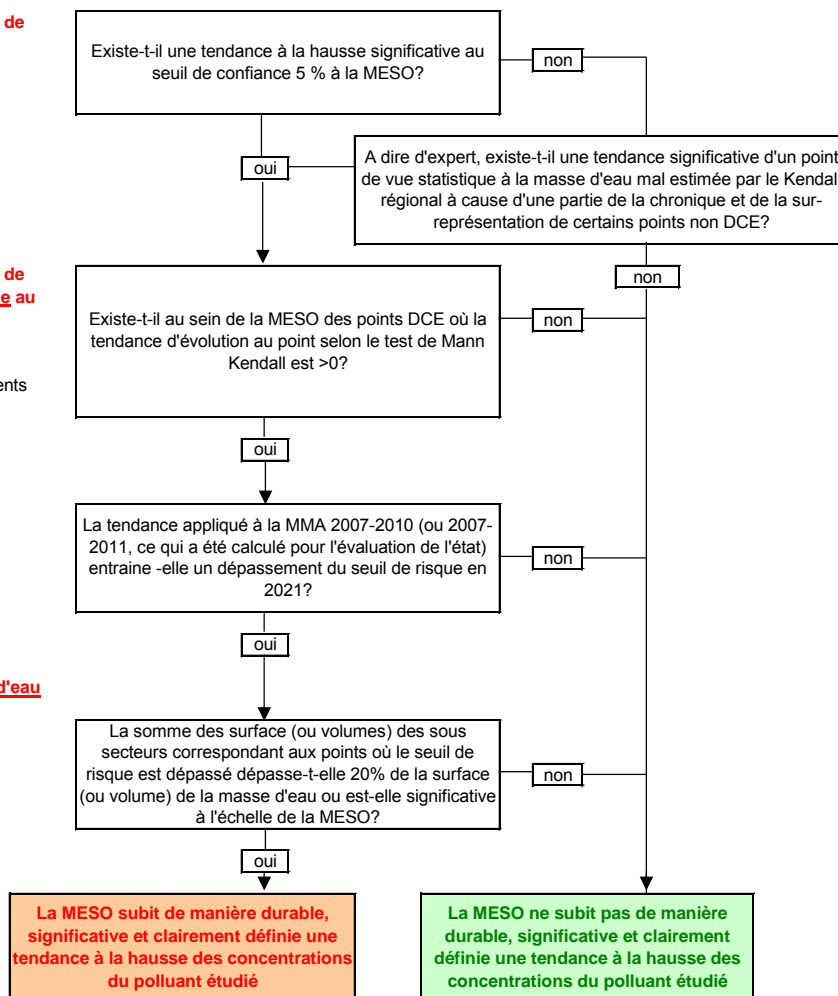 de
Existe-t-il une tendance à la hausse significative au
seuil de confiance 5 % à la MESO?
non
oui
A dire d'expert, existe-t-il une tendance significative d'un point
de vue statistique à la masse d'eau mal estimée par le Kendall
régional à cause d'une partie de la chronique et de la sur-
représentation de certains points non DCE?
non
de
e au
Existe-t-il au sein de la MESO des points DCE où la
tendance d'évolution au point selon le test de Mann
Kendall est >0?
non
ents
oui
La tendance appliqué à la MMA 2007-2010 (ou 2007-
2011, ce qui a été calculé pour l'évaluation de l'état)
entraine -elle un dépassement du seuil de risque en
2021?
non
oui
d'eau
La somme des surface (ou volumes) des sous
secteurs correspondant aux points où le seuil de
risque est dépassé dépasse-t-elle 20% de la surface
(ou volume) de la masse d'eau ou est-elle significative
à l'échelle de la MESO?
non
oui
La MESO subit de manière durable,
significative et clairement définie une
tendance à la hausse des concentrations
du polluant étudié
La MESO ne subit pas de manière
durable, significative et clairement
définie une tendance à la hausse des
concentrations du polluant étudié